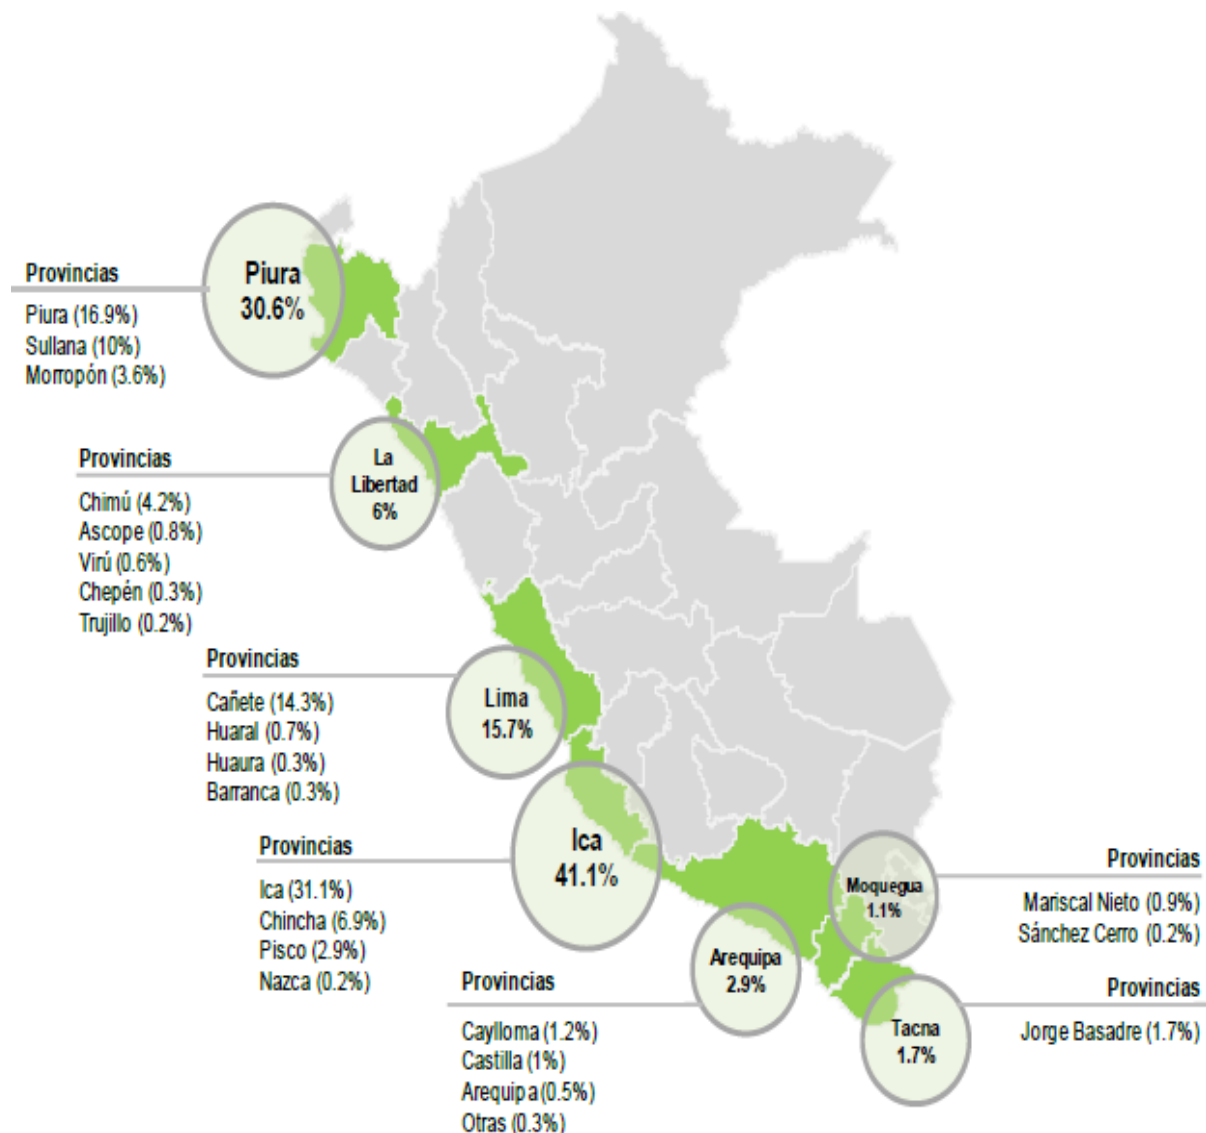 Provincias
Piura (16.9%)
Sullana (10%)
Morropón (3.6%)
Piura
30.6%
Provincias
Chimú (4.2%)
Ascope (0.8%)
Virú (0.6%)
Chepén (0.3%)
Trujillo (0.2%)
La
Libertad
6%
Provincias
Cañete (14.3%)
Huaral (0.7%)
Huaura (0.3%)
Barranca (0.3%)
Lima
15.7%
Provincias
Ica (31.1%)
Chincha (6.9%)
Pisco (2.9%)
Nazca (0.2%)
Ica
41.1%
Provincias
Caylloma (1.2%)
Castilla (1%)
Arequipa (0.5%)
Otras (0.3%)
Arequipa
2.9%
Moquegua
1.1%
Provincias
Mariscal Nieto (0.9%)
Sánchez Cerro (0.2%)
Tacna
1.7%
Provincias
Jorge Basadre (1.7%)